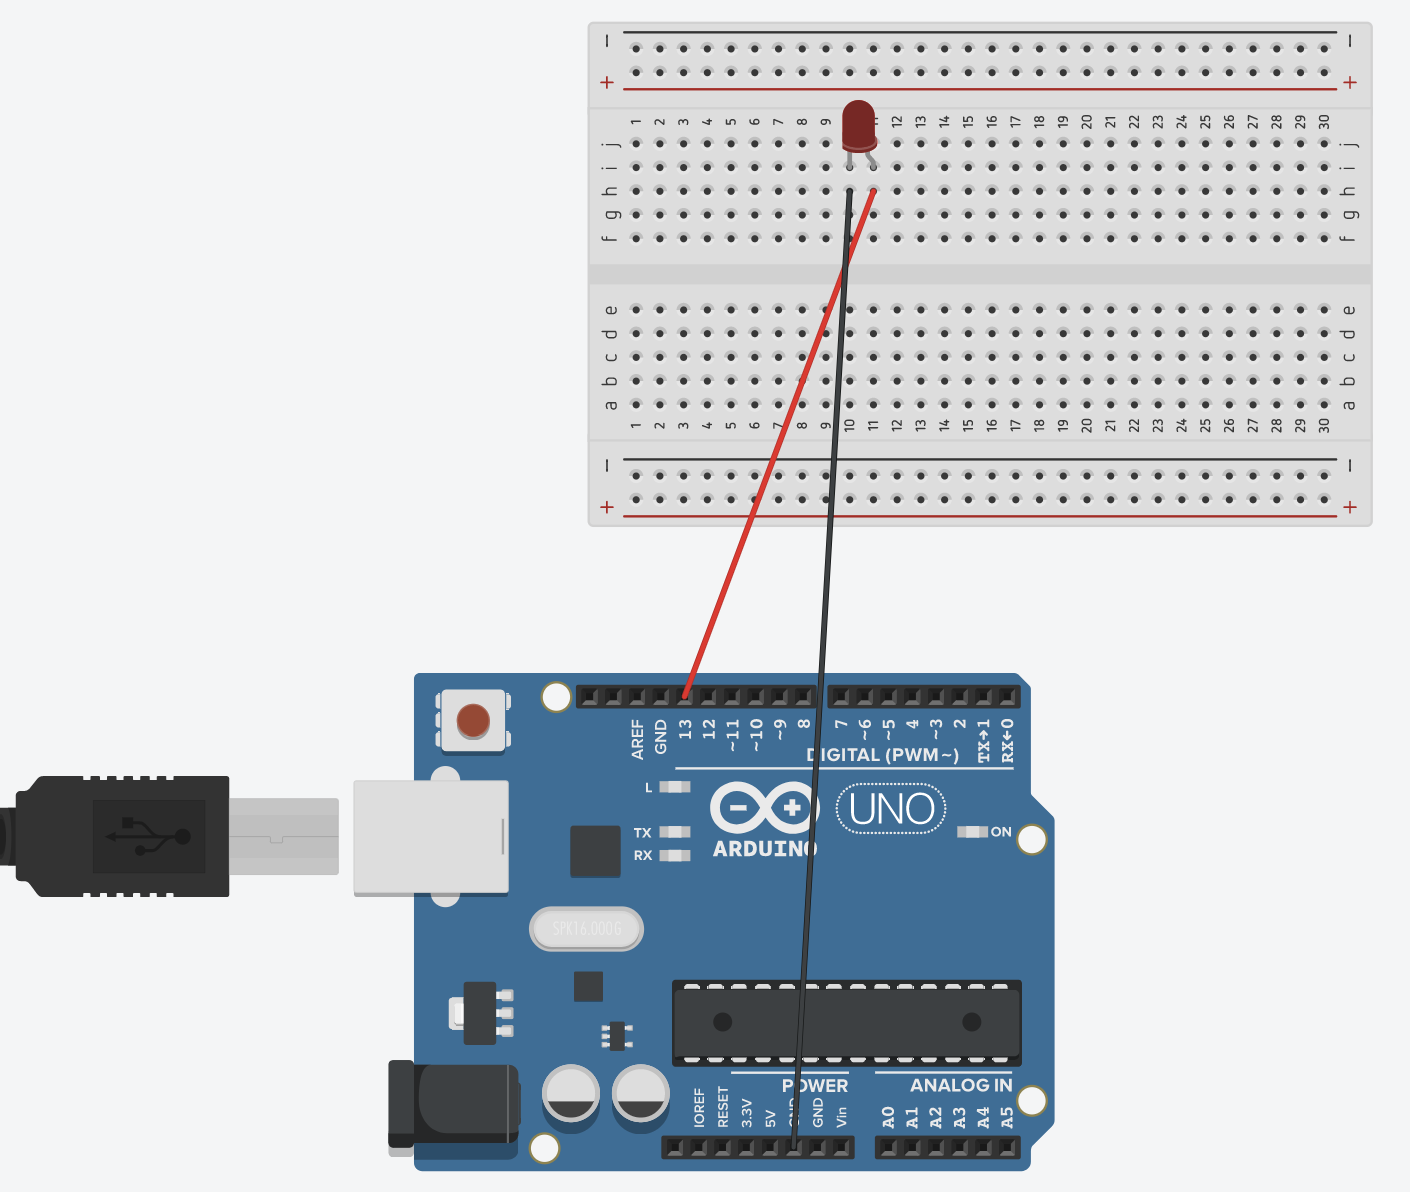 − −
+ +
1 2 3 4 5 6 7 8 9 12 13 14 15 16 17 18 19 20 21 22 23 24 25 26 27 28 29 30
j j
i i
h h
g g
f f
e e
d d
c c
b b
a a
1 2 3 4 5 6 7 8 9 10 11 12 13 14 15 16 17 18 19 20 21 22 23 24 25 26 27 28 29 30
− −
+ +
AREF GND 13 12 ~11 ~10 ~9 8 7 ~6 ~5 4 ~3 2 TX→1 RX←0
DIGITAL (PWM~)
L
UNO
TX
ON
RX
ARDUINO
SPK16.000G
POWER
ANALOG IN
IOREF RESET 3.3V 5V GND GND Vin A0 A1 A2 A3 A4 A5